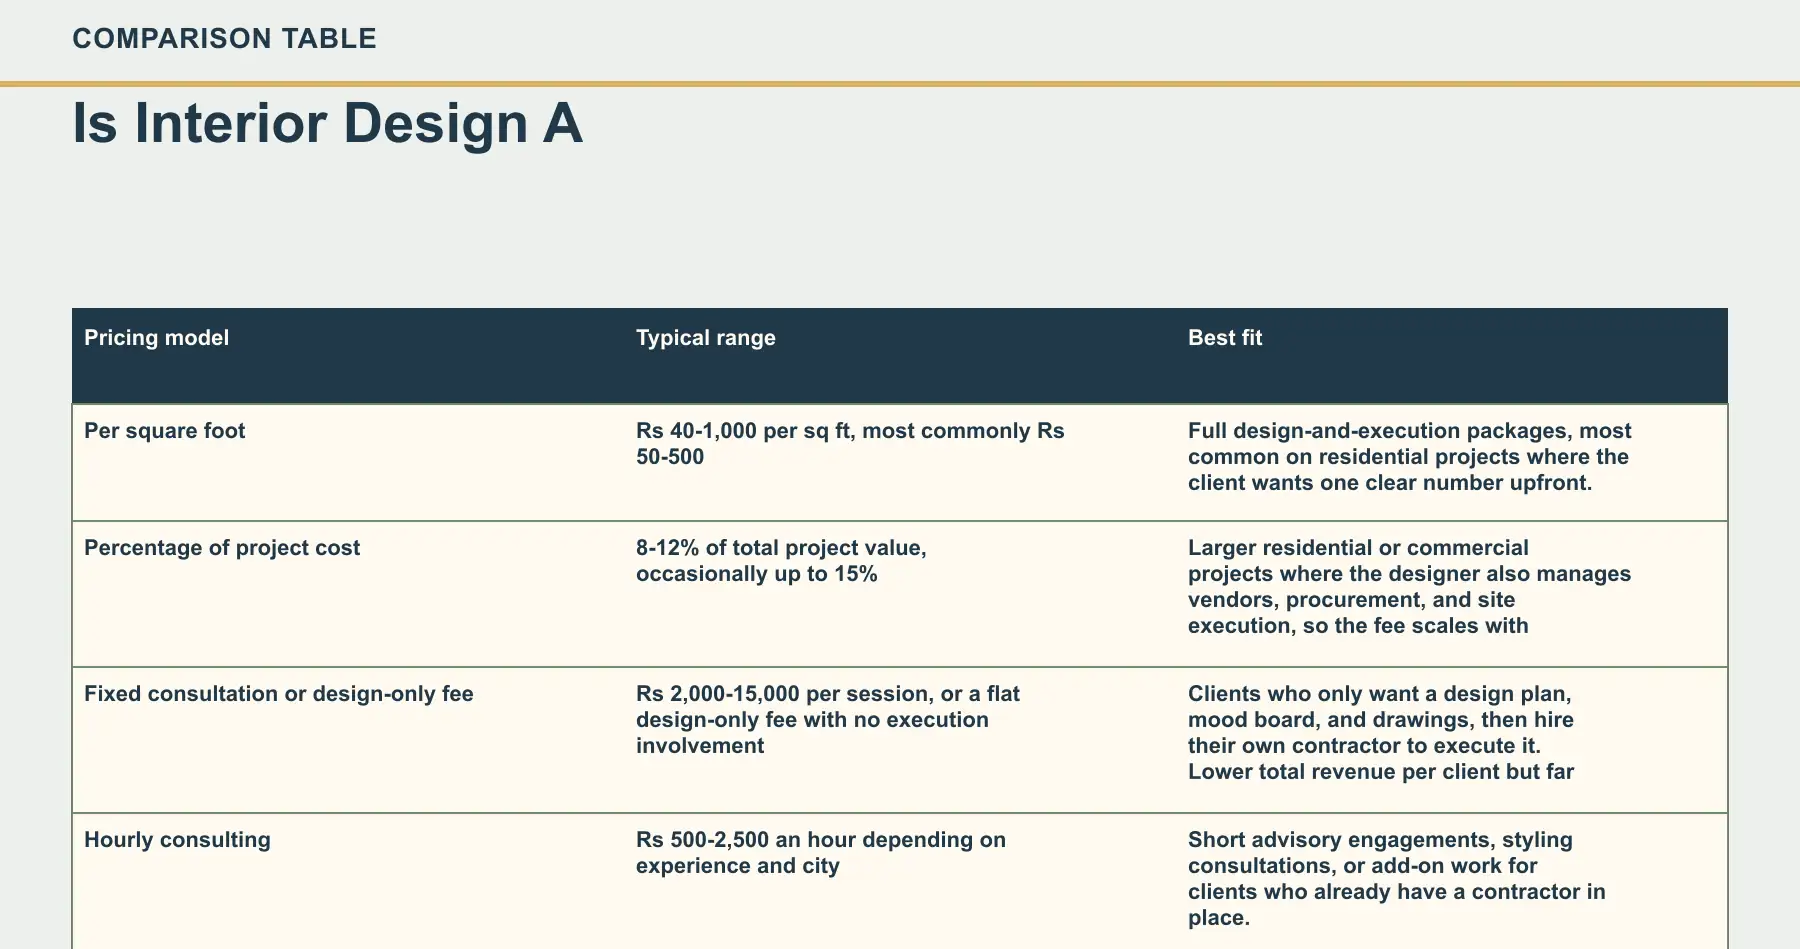 COMPARISON TABLE
Is Interior Design A
Pricing model
Typical range
Best fit
Per square foot
Rs 40-1,000 per sq ft, most commonly Rs
50-500
Full design-and-execution packages, most
common on residential projects where the
client wants one clear number upfront.
Percentage of project cost
8-12% of total project value,
occasionally up to 15%
Larger residential or commercial
projects where the designer also manages
vendors, procurement, and site
execution, so the fee scales with
Fixed consultation or design-only fee
Rs 2,000-15,000 per session, or a flat
design-only fee with no execution
involvement
Clients who only want a design plan,
mood board, and drawings, then hire
their own contractor to execute it.
Lower total revenue per client but far
Hourly consulting
Rs 500-2,500 an hour depending on
experience and city
Short advisory engagements, styling
consultations, or add-on work for
clients who already have a contractor in
place.